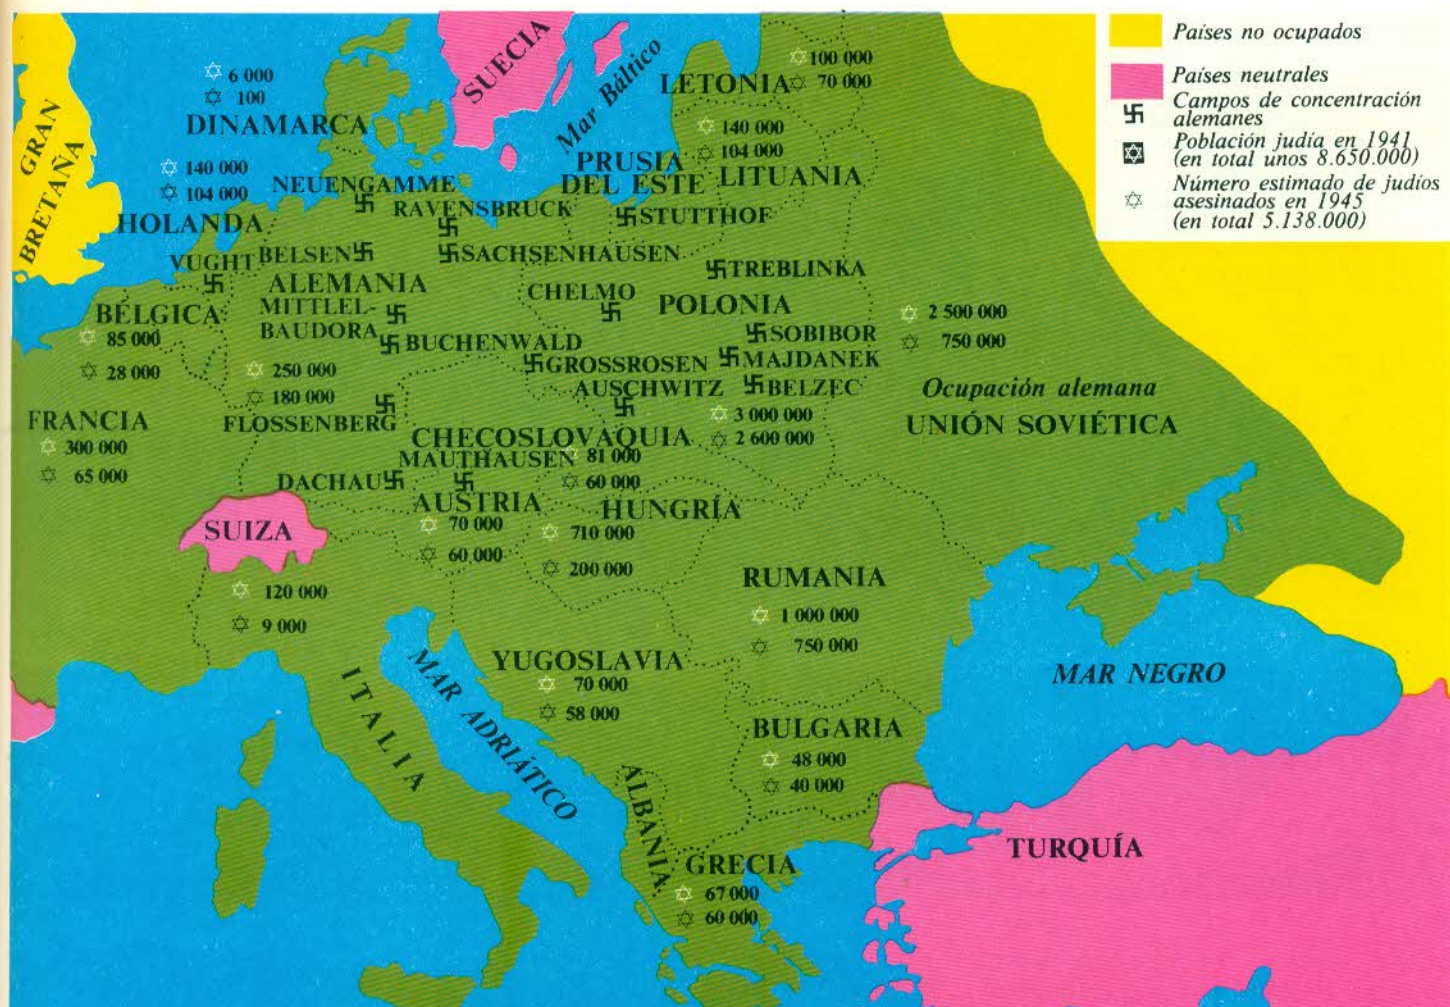 Países no ocupados
Países neutrales
Campos de concentración
alemanes
Población judía en 1941
(en total unos 8.650.000)
Número estimado de judíos
asesinados en 1945
(en total 5.138.000)
GRAN
BRETAÑA
SUECIA
Mar Báltico
6 000
100
DINAMARCA
100 000
LETONIA
70 000
140 000
104 000
HOLANDA
140 000
104 000
LITUANIA
PRUSIA
DEL ESTE
NEUENGAMME
RAVENSBRUCK
STUTTHOF
VUGHT
BELSEN
SACHSENHAUSEN
TREBLINKA
ALEMANIA
CHELMO
POLONIA
BÉLGICA
85 000
28 000
MITTLEL-
BAUDORA
BUCHENWALD
SOBIBOR
2 500 000
750 000
250 000
180 000
GROSSROSEN
MAJDANEK
AUSCHWITZ
BELZEC
Ocupación alemana
UNIÓN SOVIÉTICA
FRANCIA
300 000
65 000
FLOSSENBERG
3 000 000
2 600 000
CHECOSLOVAQUIA
81 000
60 000
MAUTHAUSEN
DACHAU
AUSTRIA
70 000
60 000
HUNGRÍA
710 000
200 000
SUIZA
120 000
9 000
RUMANIA
1 000 000
750 000
YUGOSLAVIA
70 000
58 000
ITALIA
MAR ADRIÁTICO
MAR NEGRO
BULGARIA
48 000
40 000
ALBANIA
GRECIA
67 000
60 000
TURQUÍA